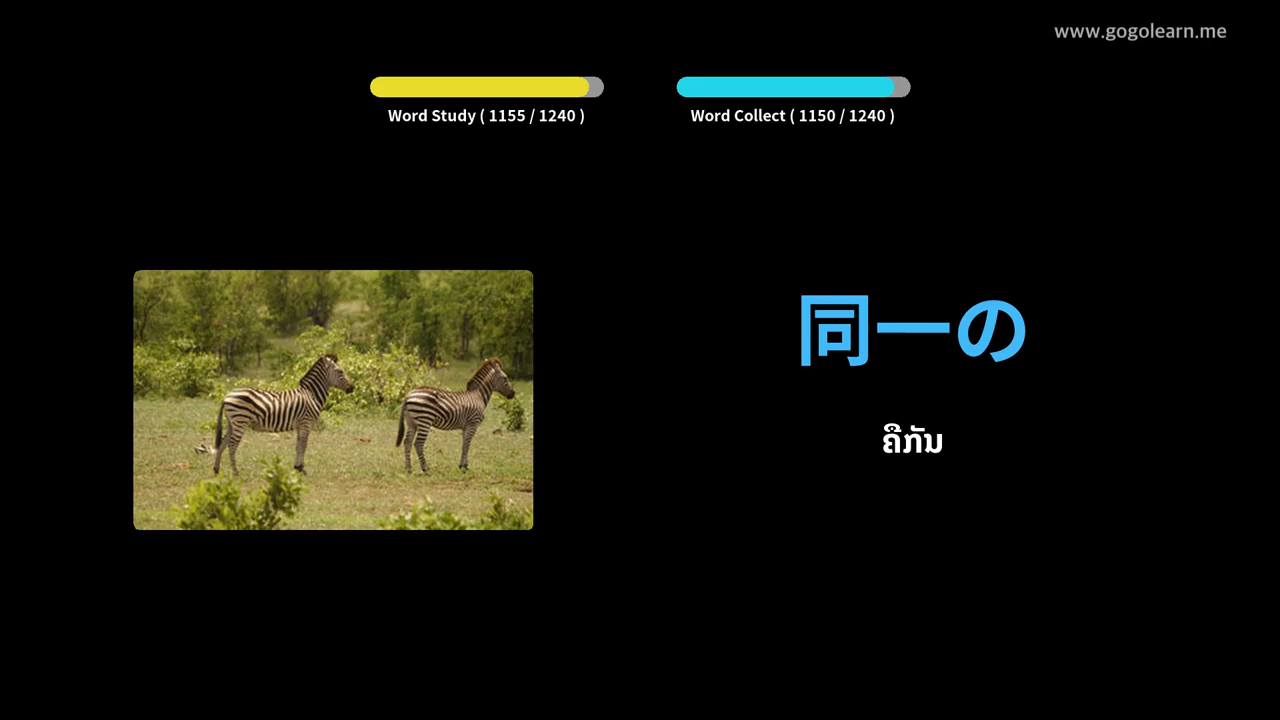 www.gogolearn.me
Word Study ( 1155 / 1240 )
Word Collect ( 1150 / 1240 )
同一の
ຄືກັນ